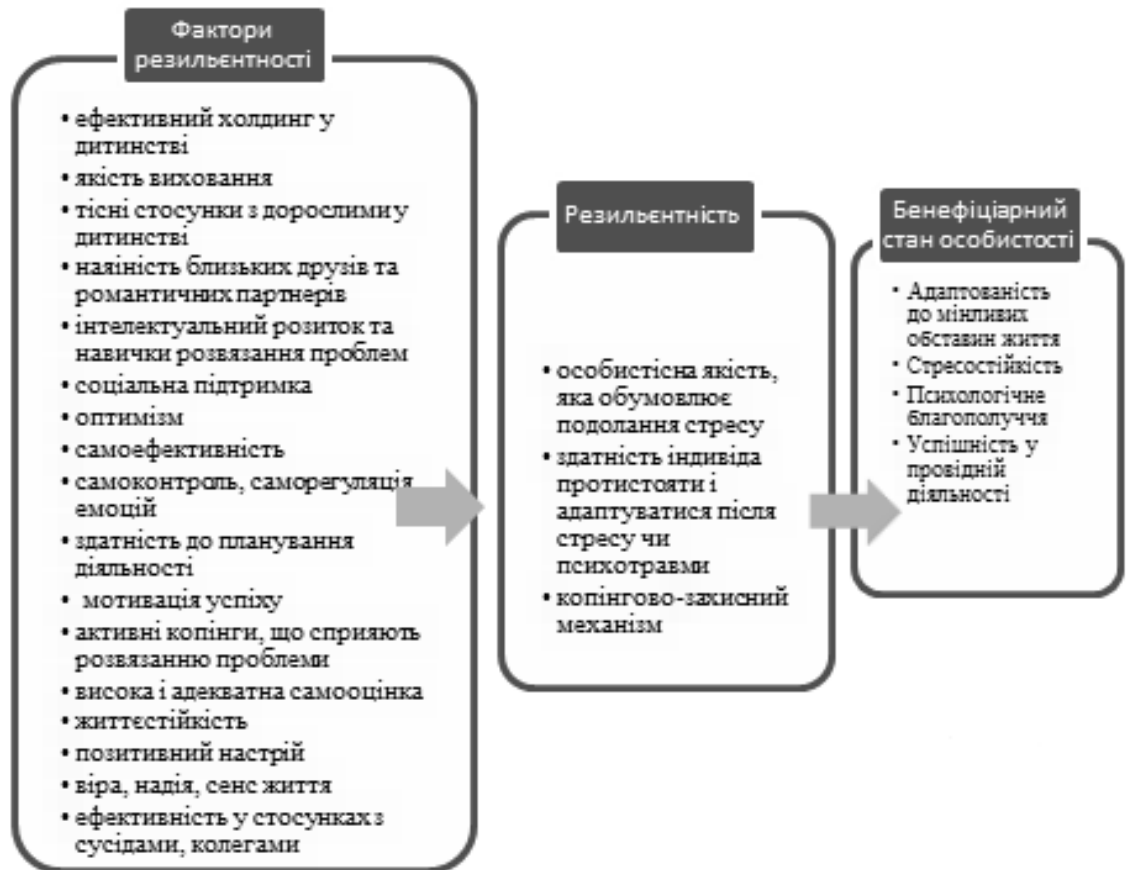 Фактори
резильєнтності
• ефективний холдинг у
дитинстві
• якість виховання
• тісні стосунки з дорослими у
дитинстві
• наяіність близьких друзів та
романтичних партнерів
• інтелектуальний розиток та
навички розвязання проблем
• соціальна підтримка
• оптимізм
• самоефективність
• самоконтроль, саморегуляція
емоцій
• здатність до планування
діяльності
• мотивація успіху
• активні копінги, що сприяють
розвязанню проблеми
• висока і адекватна самооцінка
• життєстійкість
• позитивний настрій
• віра, надія, сенс життя
• ефективність у стосунках з
сусідами, колегами
Резильєнтність
• особистісна якість,
яка обумовлює
подолання стресу
• здатність індивіда
протистояти і
адаптуватися після
стресу чи
психотравми
• копінгово-захисний
механізм
Бенефіціарний
стан особистості
• Адаптованість
до мінливих
обставин життя
• Стресостійкість
• Психологічне
благополуччя
• Успішність у
провідній
діяльності